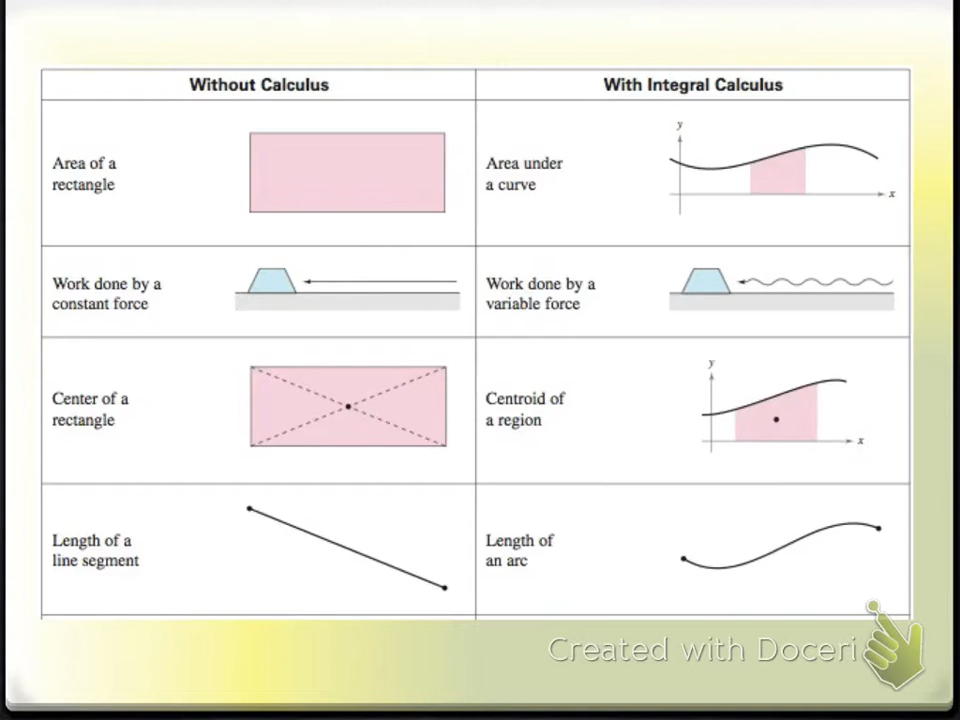 Without Calculus
With Integral Calculus
Area of a
rectangle
y
x
Area under
a curve
Work done by a
constant force
Work done by a
variable force
Center of a
rectangle
Centroid of
a region
y
x
Length of a
line segment
Length of
an arc
Created with Doceri